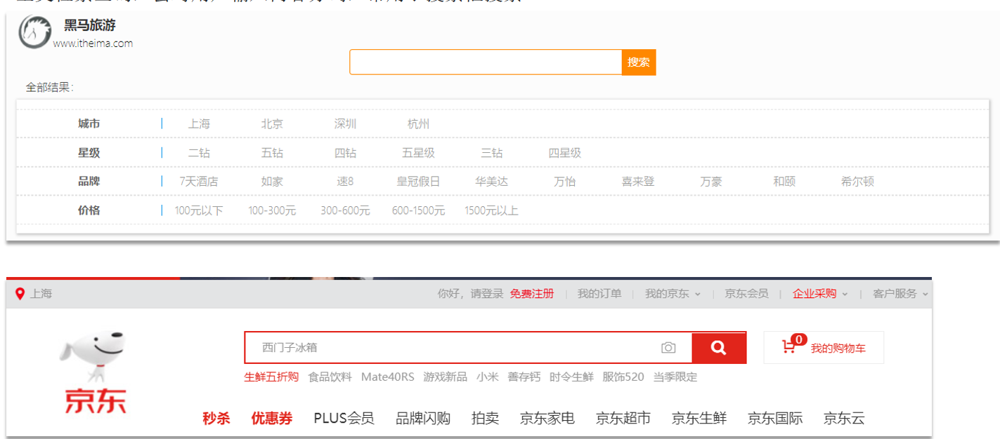 黑马旅游
www.itheima.com
搜索
全部结果:
城市 上海 北京 深圳 杭州
星级 二钻 五钻 四钻 五星级 三钻 四星级
品牌 7天酒店 如家 速8 皇冠假日 华美达 万怡 喜来登 万豪 和颐 希尔顿
价格 100元以下 100-300元 300-600元 600-1500元 1500元以上
上海 你好，请登录 免费注册 我的订单 我的京东 京东会员 企业采购 客户服务
西门子冰箱 0 我的购物车
生鲜五折购 食品饮料 Mate40RS 游戏新品 小米 善存钙 时令生鲜 服饰520 当季限定
京东
秒杀 优惠券 PLUS会员 品牌闪购 拍卖 京东家电 京东超市 京东生鲜 京东国际 京东云